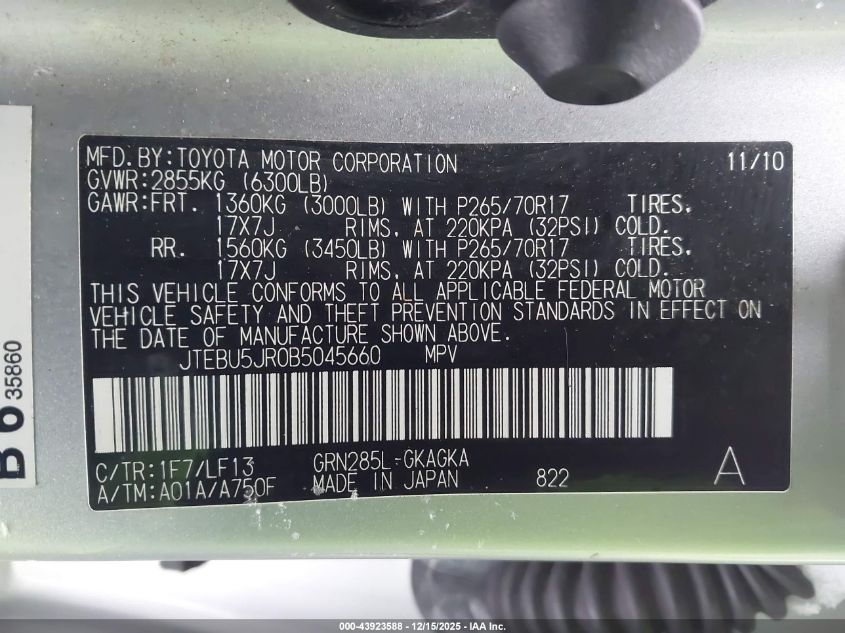 MFD.BY:TOYOTA MOTOR CORPORATION 11/10
GVWR:2855KG (6300LB)
GAWR:FRT. 1360KG (3000LB) WITH P265/70R17 TIRES.
17X7J RIMS, AT 220KPA (32PSI) COLD.
RR. 1560KG (3450LB) WITH P265/70R17 TIRES.
17X7J RIMS, AT 220KPA (32PSI) COLD.
THIS VEHICLE CONFORMS TO ALL APPLICABLE FEDERAL MOTOR
VEHICLE SAFETY AND THEFT PREVENTION STANDARDS IN EFFECT ON
THE DATE OF MANUFACTURE SHOWN ABOVE.
JTEBU5JR0B5045660 MPV
C/TR:1F7/LF13 GRN285L-GKAGKA
A/TM:A01A/A750F MADE IN JAPAN 822 A
B 6 35860
000-43923588 - 12/15/2025 - IAA Inc.